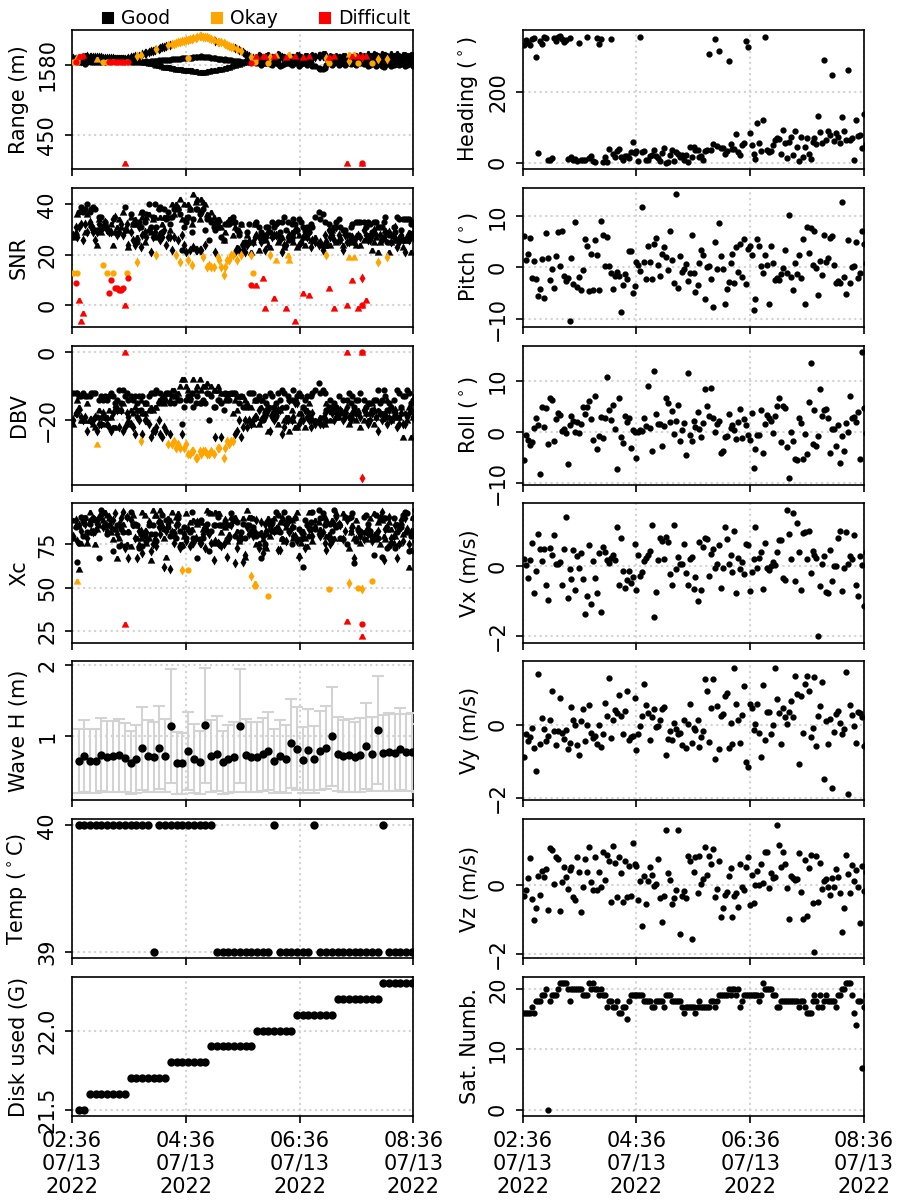 Good Okay Difficult
Range (m)
1580
450
Heading (°)
200
0
SNR
40
20
0
Pitch (°)
10
0
−10
DBV
0
−20
Roll (°)
10
0
−10
Xc
75
50
25
Vx (m/s)
0
−2
Wave H (m)
2
1
Vy (m/s)
0
−2
Temp (°C)
40
39
Vz (m/s)
0
−2
Disk used (G)
22.0
21.5
Sat. Numb.
20
10
0
02:36 04:36 06:36 08:36 02:36 04:36 06:36 08:36
07/13 07/13 07/13 07/13 07/13 07/13 07/13 07/13
2022 2022 2022 2022 2022 2022 2022 2022